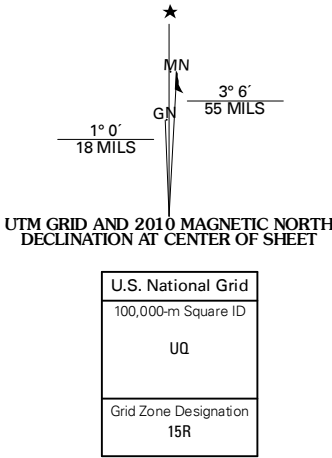 ★
MN
3° 6´
55 MILS
GN
1° 0´
18 MILS
UTM GRID AND 2010 MAGNETIC NORTH
DECLINATION AT CENTER OF SHEET
U.S. National Grid
100,000-m Square ID
UQ
Grid Zone Designation
15R